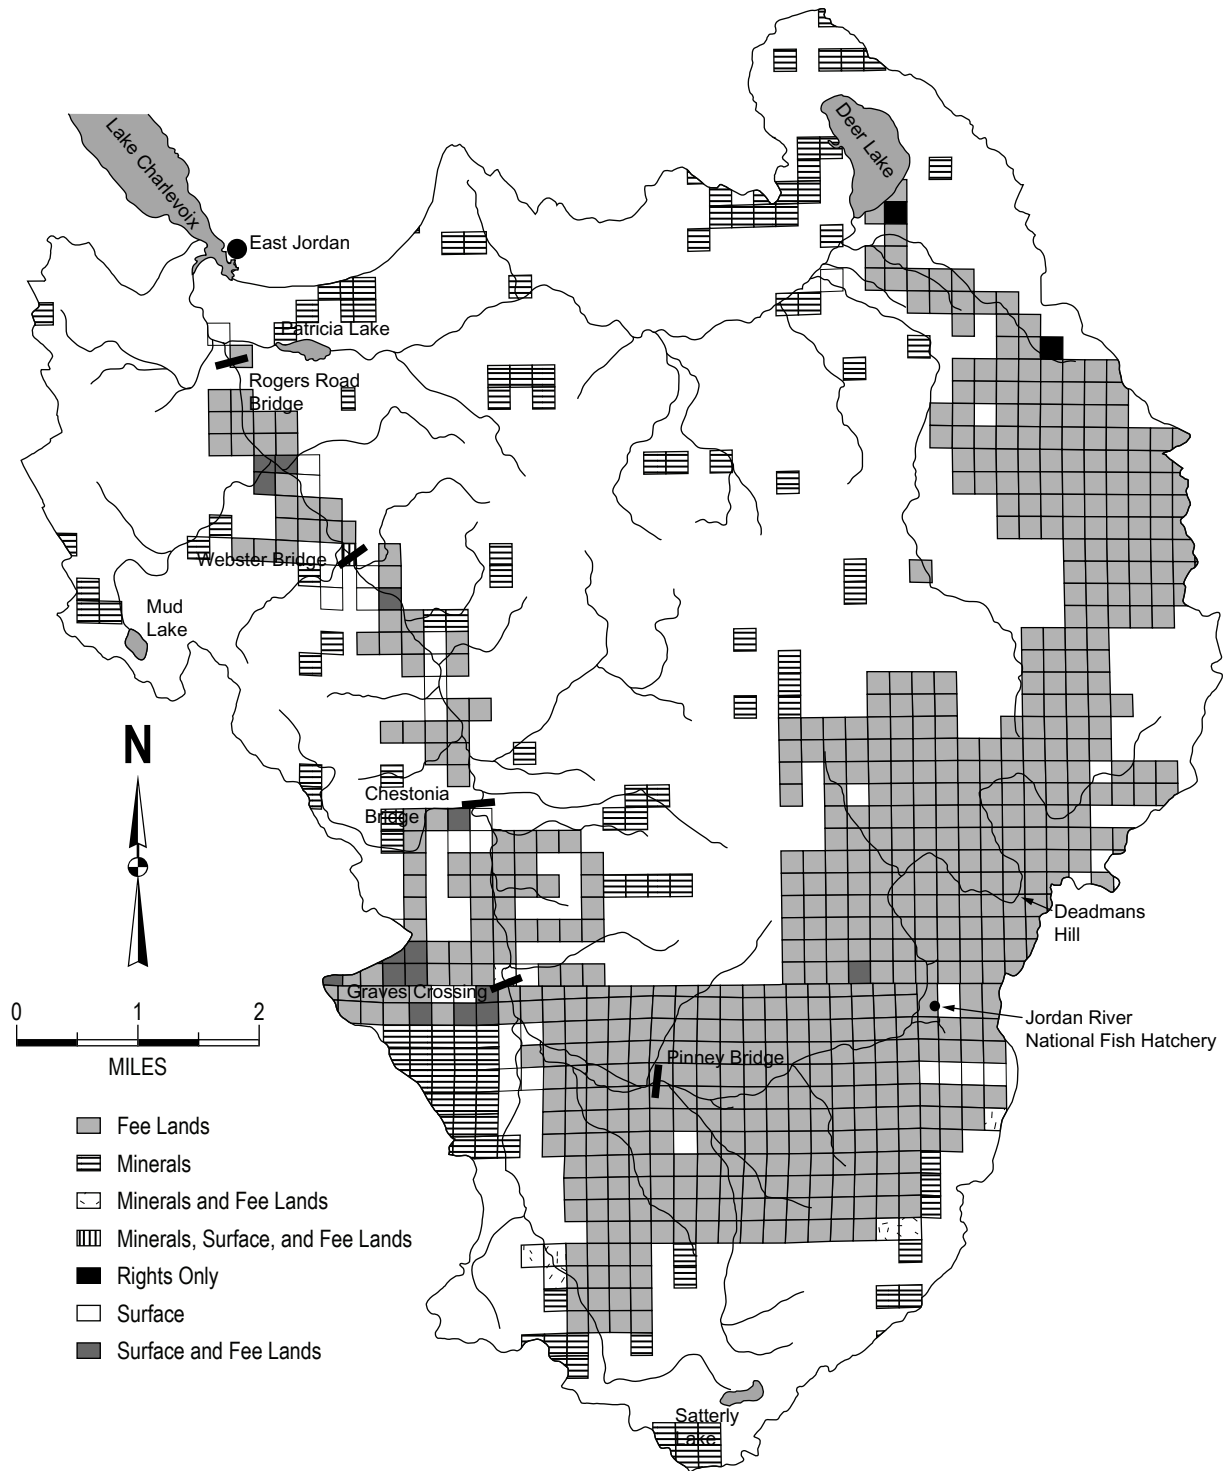 Deer Lake
Lake Charlevoix
East Jordan
Patricia Lake
Rogers Road
Bridge
Webster Bridge
Mud
Lake
N
Chestonia
Bridge
Deadmans
Hill
Graves Crossing
0
1
2
MILES
Jordan River
National Fish Hatchery
Pinney Bridge
Fee Lands
Minerals
Minerals and Fee Lands
Minerals, Surface, and Fee Lands
Rights Only
Surface
Surface and Fee Lands
Satterly
Lake